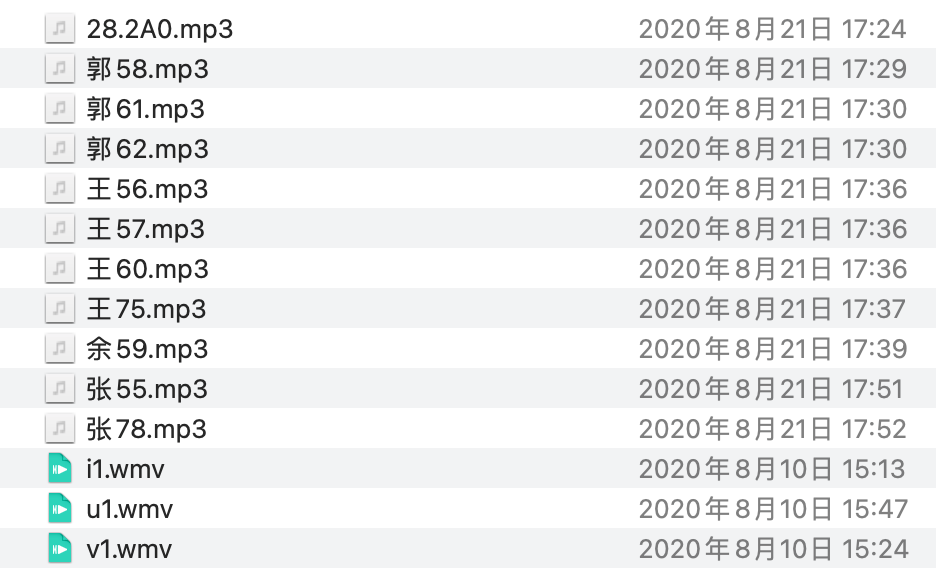 28.2A0.mp3 2020年8月21日 17:24
郭58.mp3 2020年8月21日 17:29
郭61.mp3 2020年8月21日 17:30
郭62.mp3 2020年8月21日 17:30
王56.mp3 2020年8月21日 17:36
王57.mp3 2020年8月21日 17:36
王60.mp3 2020年8月21日 17:36
王75.mp3 2020年8月21日 17:37
余59.mp3 2020年8月21日 17:39
张55.mp3 2020年8月21日 17:51
张78.mp3 2020年8月21日 17:52
i1.wmv 2020年8月10日 15:13
u1.wmv 2020年8月10日 15:47
v1.wmv 2020年8月10日 15:24